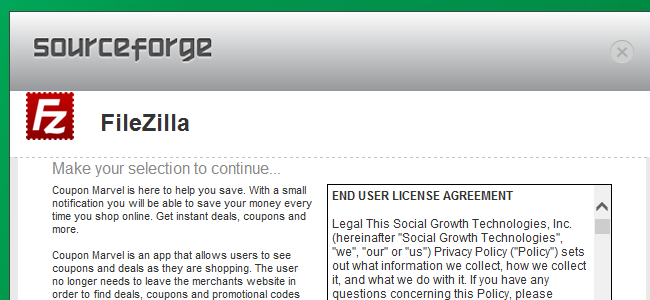 sourceforge
Fz
FileZilla
Make your selection to continue...
Coupon Marvel is here to help you save. With a small
notification you will be able to save your money every
time you shop online. Get instant deals, coupons and
more.
Coupon Marvel is an app that allows users to see
coupons and deals as they are shopping. The user
no longer needs to leave the merchants website in
order to find deals, coupons and promotional codes
END USER LICENSE AGREEMENT
Legal This Social Growth Technologies, Inc.
(hereinafter "Social Growth Technologies",
"we", "our" or "us") Privacy Policy ("Policy") sets
out what information we collect, how we collect
it, and what we do with it. If you have any
questions concerning this Policy, please